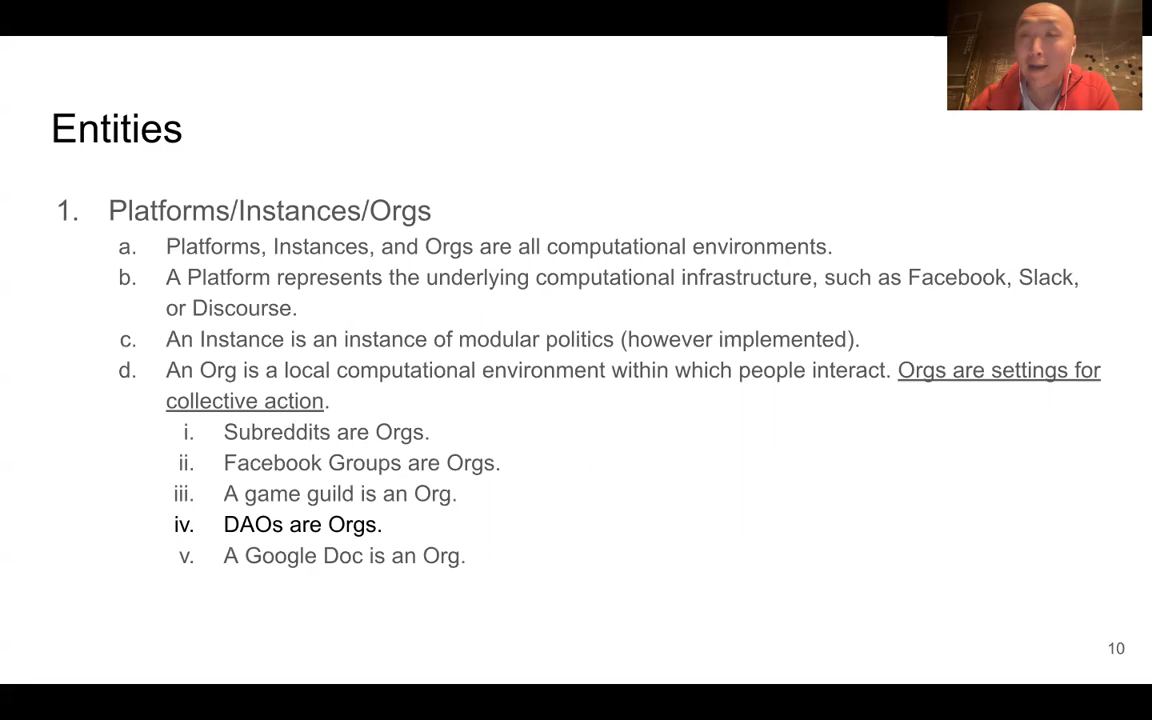 Entities
1. Platforms/Instances/Orgs
a. Platforms, Instances, and Orgs are all computational environments.
b. A Platform represents the underlying computational infrastructure, such as Facebook, Slack,
or Discourse.
c. An Instance is an instance of modular politics (however implemented).
d. An Org is a local computational environment within which people interact. Orgs are settings for
collective action.
i. Subreddits are Orgs.
ii. Facebook Groups are Orgs.
iii. A game guild is an Org.
iv. DAOs are Orgs.
v. A Google Doc is an Org.
10